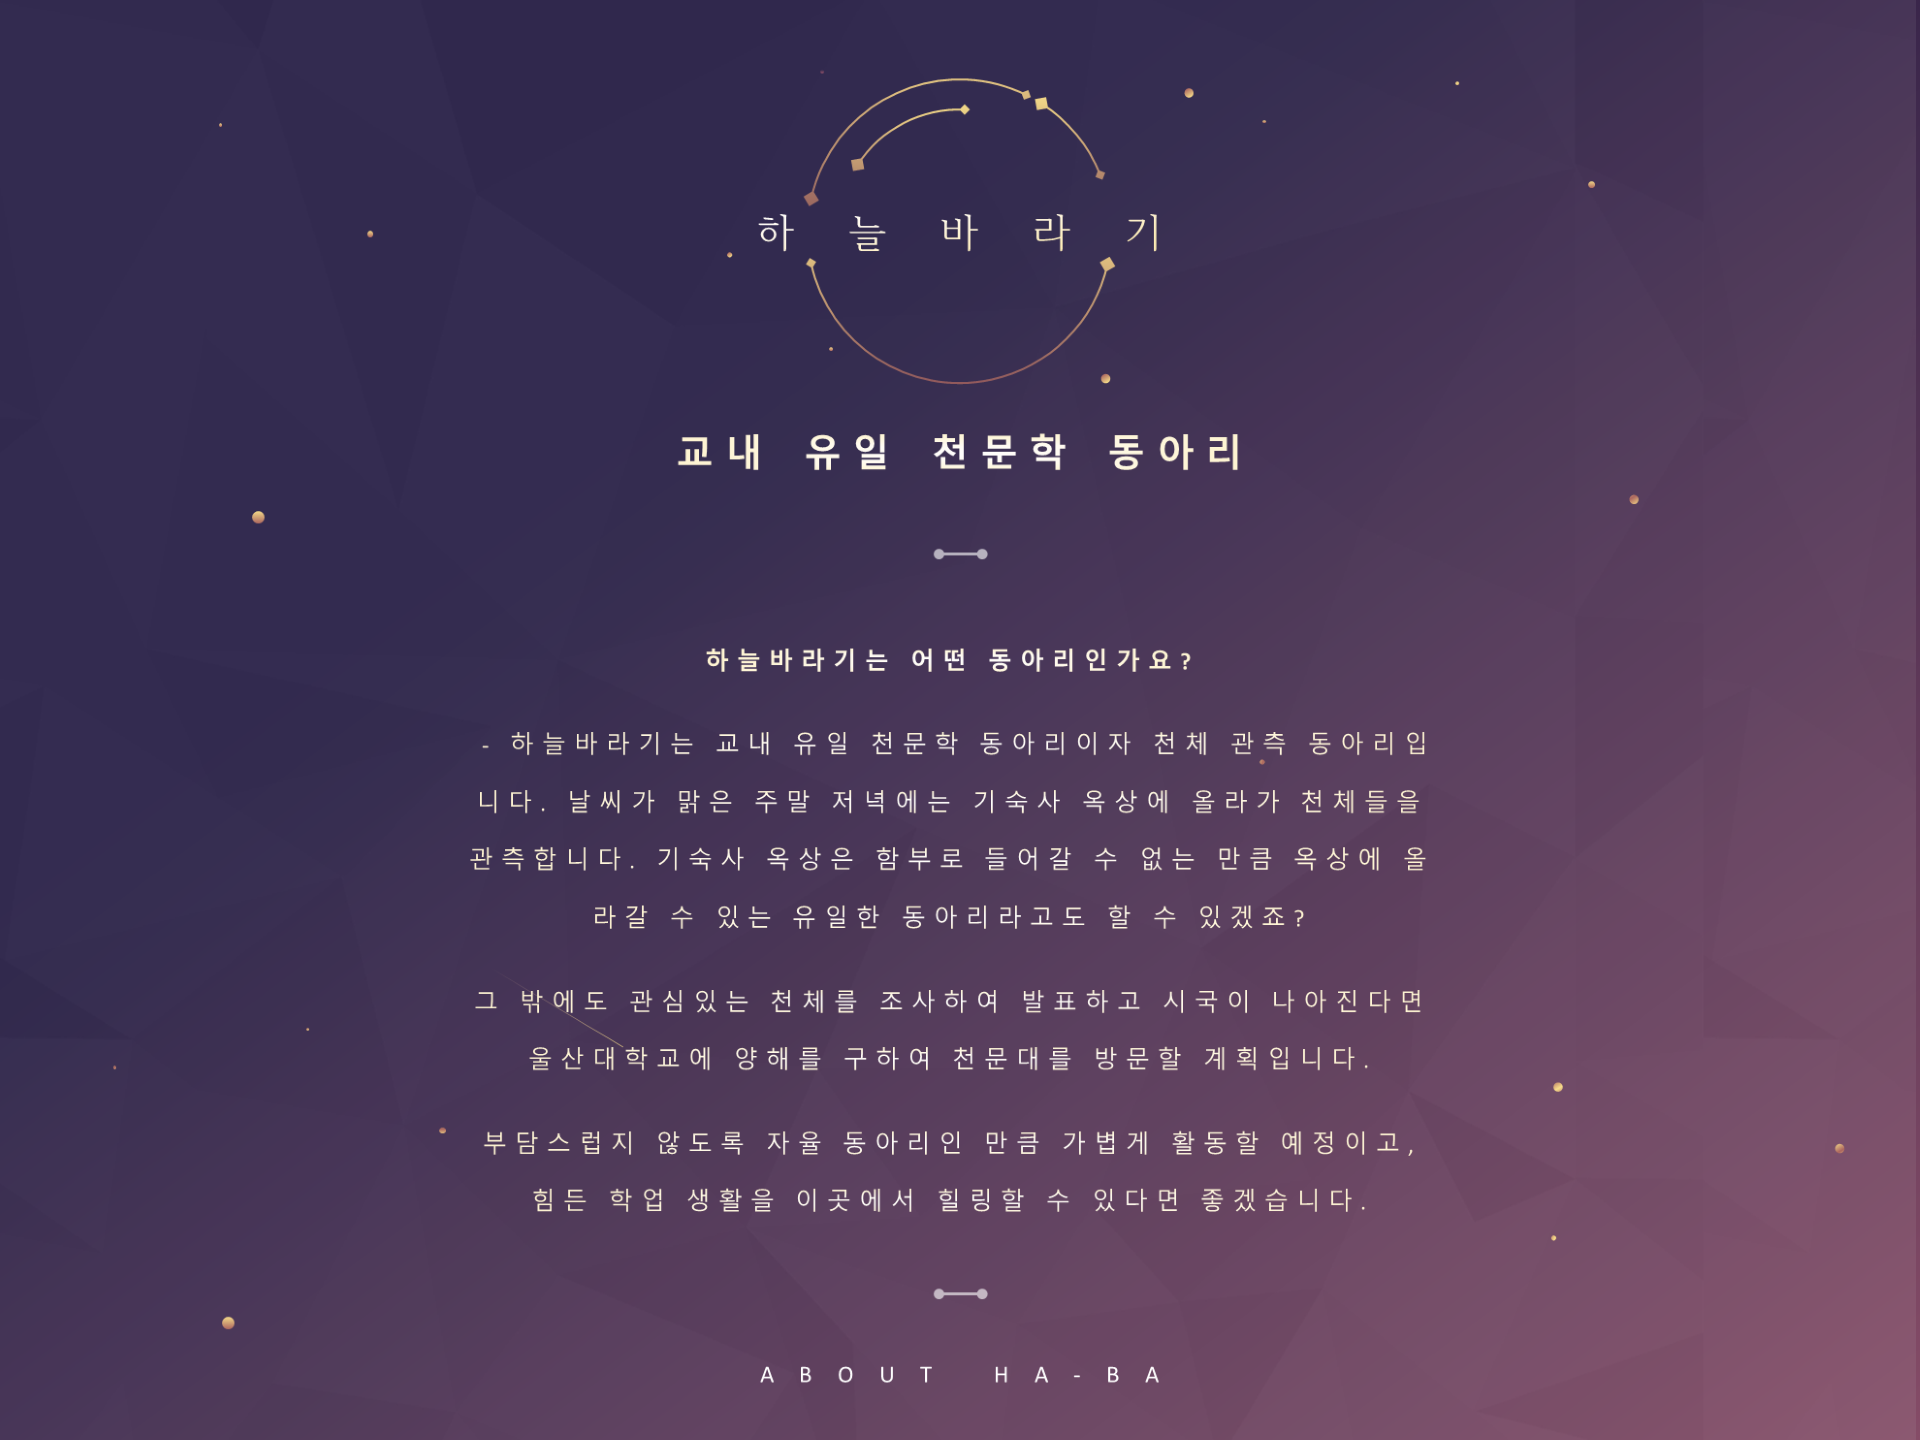 하늘바라기
교내 유일 천문학 동아리
하늘바라기는 어떤 동아리인가요?
- 하늘바라기는 교내 유일 천문학 동아리이자 천체 관측 동아리입
니다. 날씨가 맑은 주말 저녁에는 기숙사 옥상에 올라가 천체들을
관측합니다. 기숙사 옥상은 함부로 들어갈 수 없는 만큼 옥상에 올
라갈 수 있는 유일한 동아리라고도 할 수 있겠죠?
그 밖에도 관심있는 천체를 조사하여 발표하고 시국이 나아진다면
울산대학교에 양해를 구하여 천문대를 방문할 계획입니다.
부담스럽지 않도록 자율 동아리인 만큼 가볍게 활동할 예정이고,
힘든 학업 생활을 이곳에서 힐링할 수 있다면 좋겠습니다.
ABOUT HA-BA